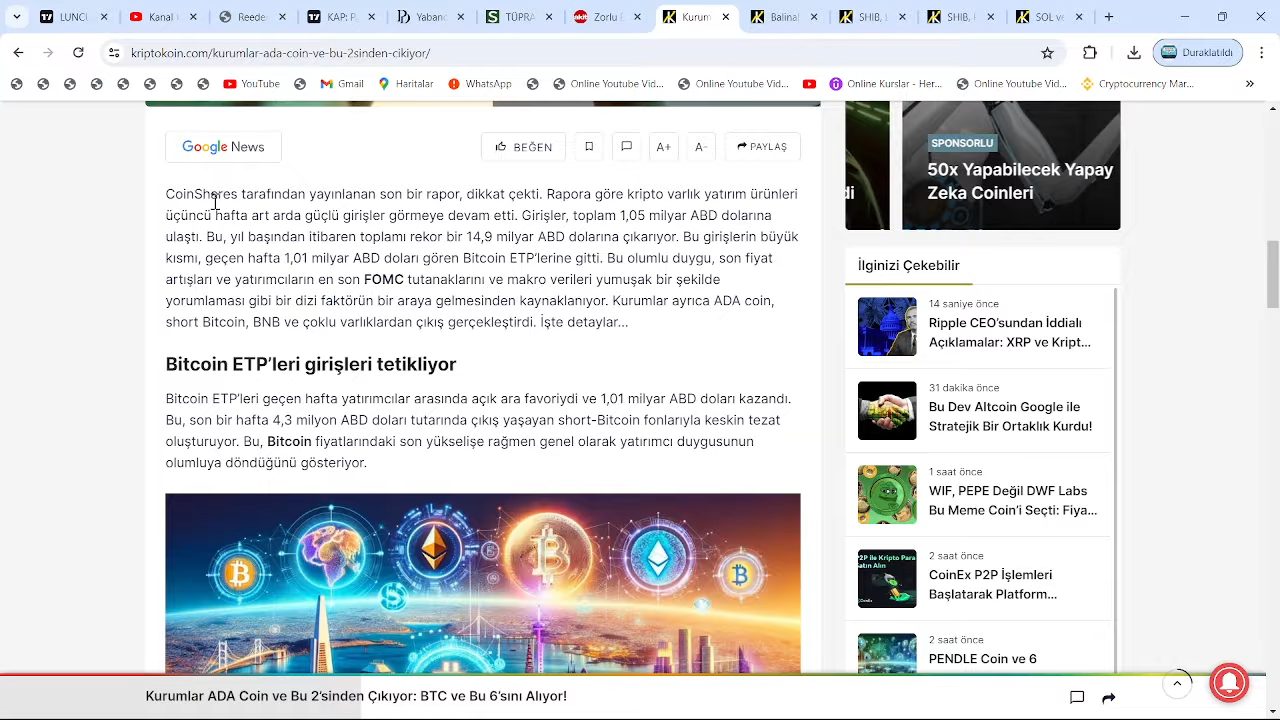 LUNC
KAP P
Yabanc
TÜPRA
Zorlu E
Kurum
Balinal
SHIB,
SHIB,
SOL ve
kriptokoin.com/kurumlar-ada-coin-ve-bu-2sinden-cikiyor/
Duraklatıldı
YouTube
Gmail
Haritalar
WhatsApp
Online Youtube Vid...
Online Youtube Vid...
Online Kurslar - Her...
Online Youtube Vid...
Cryptocurrency Mar...
Google News
BEĞEN
A+
A-
PAYLAŞ
CoinShares tarafından yayınlanan son bir rapor, dikkat çekti. Rapora göre kripto varlık yatırım ürünleri
üçüncü hafta art arda güçlü girişler görmeye devam etti. Girişler, toplam 1,05 milyar ABD dolarına
ulaştı. Bu, yıl başından itibaren toplamı rekor bir 14,9 milyar ABD dolarına çıkarıyor. Bu girişlerin büyük
kısmı, geçen hafta 1,01 milyar ABD doları gören Bitcoin ETP'lerine gitti. Bu olumlu duygu, son fiyat
artışları ve yatırımcıların en son FOMC tutanaklarını ve makro verileri yumuşak bir şekilde
yorumlaması gibi bir dizi faktörün bir araya gelmesinden kaynaklanıyor. Kurumlar ayrıca ADA coin,
short Bitcoin, BNB ve çoklu varlıklardan çıkış gerçekleştirdi. İşte detaylar...
Bitcoin ETP'leri girişleri tetikliyor
Bitcoin ETP'leri geçen hafta yatırımcılar arasında açık ara favoriydi ve 1,01 milyar ABD doları kazandı.
Bu, son bir hafta 4,3 milyon ABD doları tutarında çıkış yaşayan short-Bitcoin fonlarıyla keskin tezat
oluşturuyor. Bu, Bitcoin fiyatlarındaki son yükselişe rağmen genel olarak yatırımcı duygusunun
olumluya döndüğünü gösteriyor.
di
SPONSORLU
50x Yapabilecek Yapay
Zeka Coinleri
İlginizi Çekebilir
14 saniye önce
Ripple CEO'sundan İddialı
Açıklamalar: XRP ve Kript...
31 dakika önce
Bu Dev Altcoin Google ile
Stratejik Bir Ortaklık Kurdu!
1 saat önce
WIF, PEPE Değil DWF Labs
Bu Meme Coin'i Seçti: Fiya...
2 saat önce
CoinEx P2P İşlemleri
Başlatarak Platform...
2 saat önce
PENDLE Coin ve 6
Kurumlar ADA Coin ve Bu 2'sinden Çıkıyor: BTC ve Bu 6'sını Alıyor!